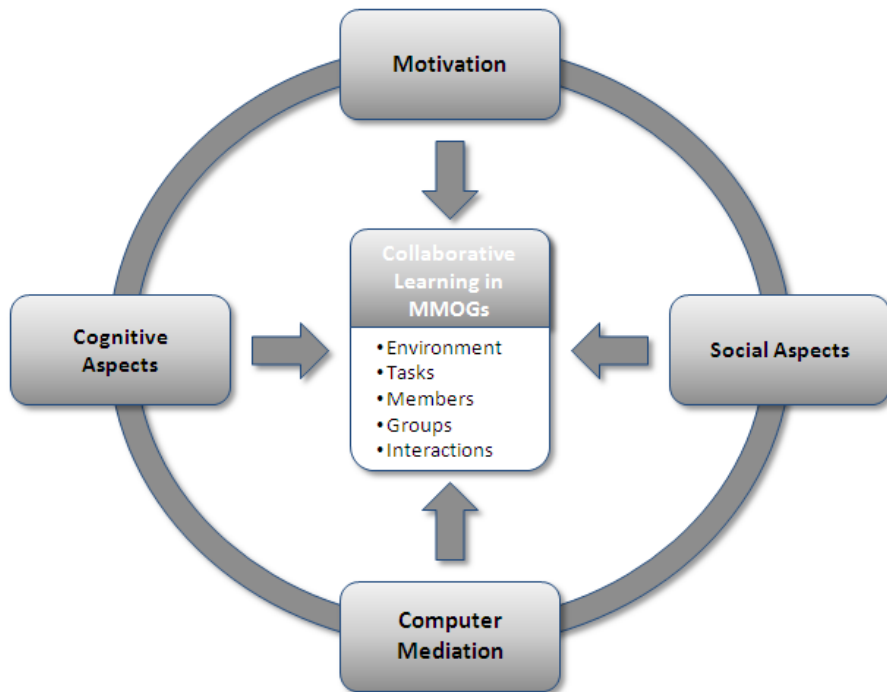 Motivation
Collaborative
Learning in
MMOGs
• Environment
• Tasks
• Members
• Groups
• Interactions
Cognitive
Aspects
Social Aspects
Computer
Mediation